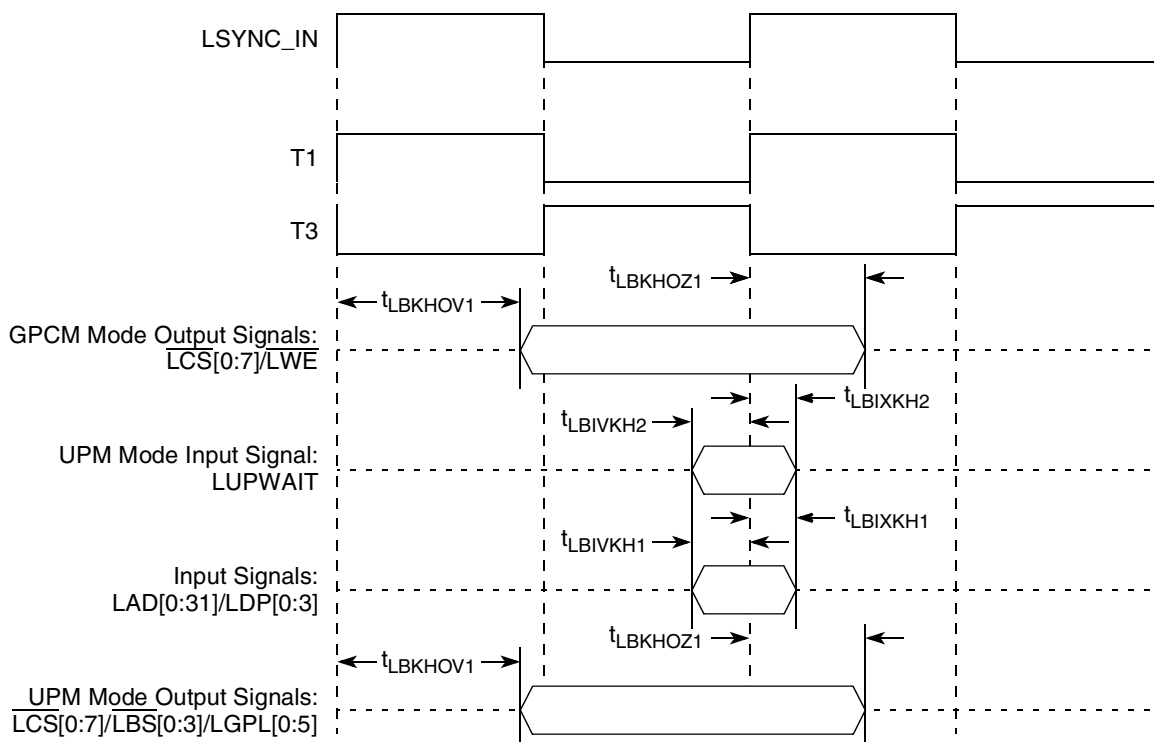 LSYNC_IN
T1
T3
tLBKHOZ1
tLBKHOV1
GPCM Mode Output Signals:
LCS[0:7]/LWE
tLBIXKH2
tLBIVKH2
UPM Mode Input Signal:
LUPWAIT
tLBIXKH1
tLBIVKH1
Input Signals:
LAD[0:31]/LDP[0:3]
tLBKHOZ1
tLBKHOV1
UPM Mode Output Signals:
LCS[0:7]/LBS[0:3]/LGPL[0:5]